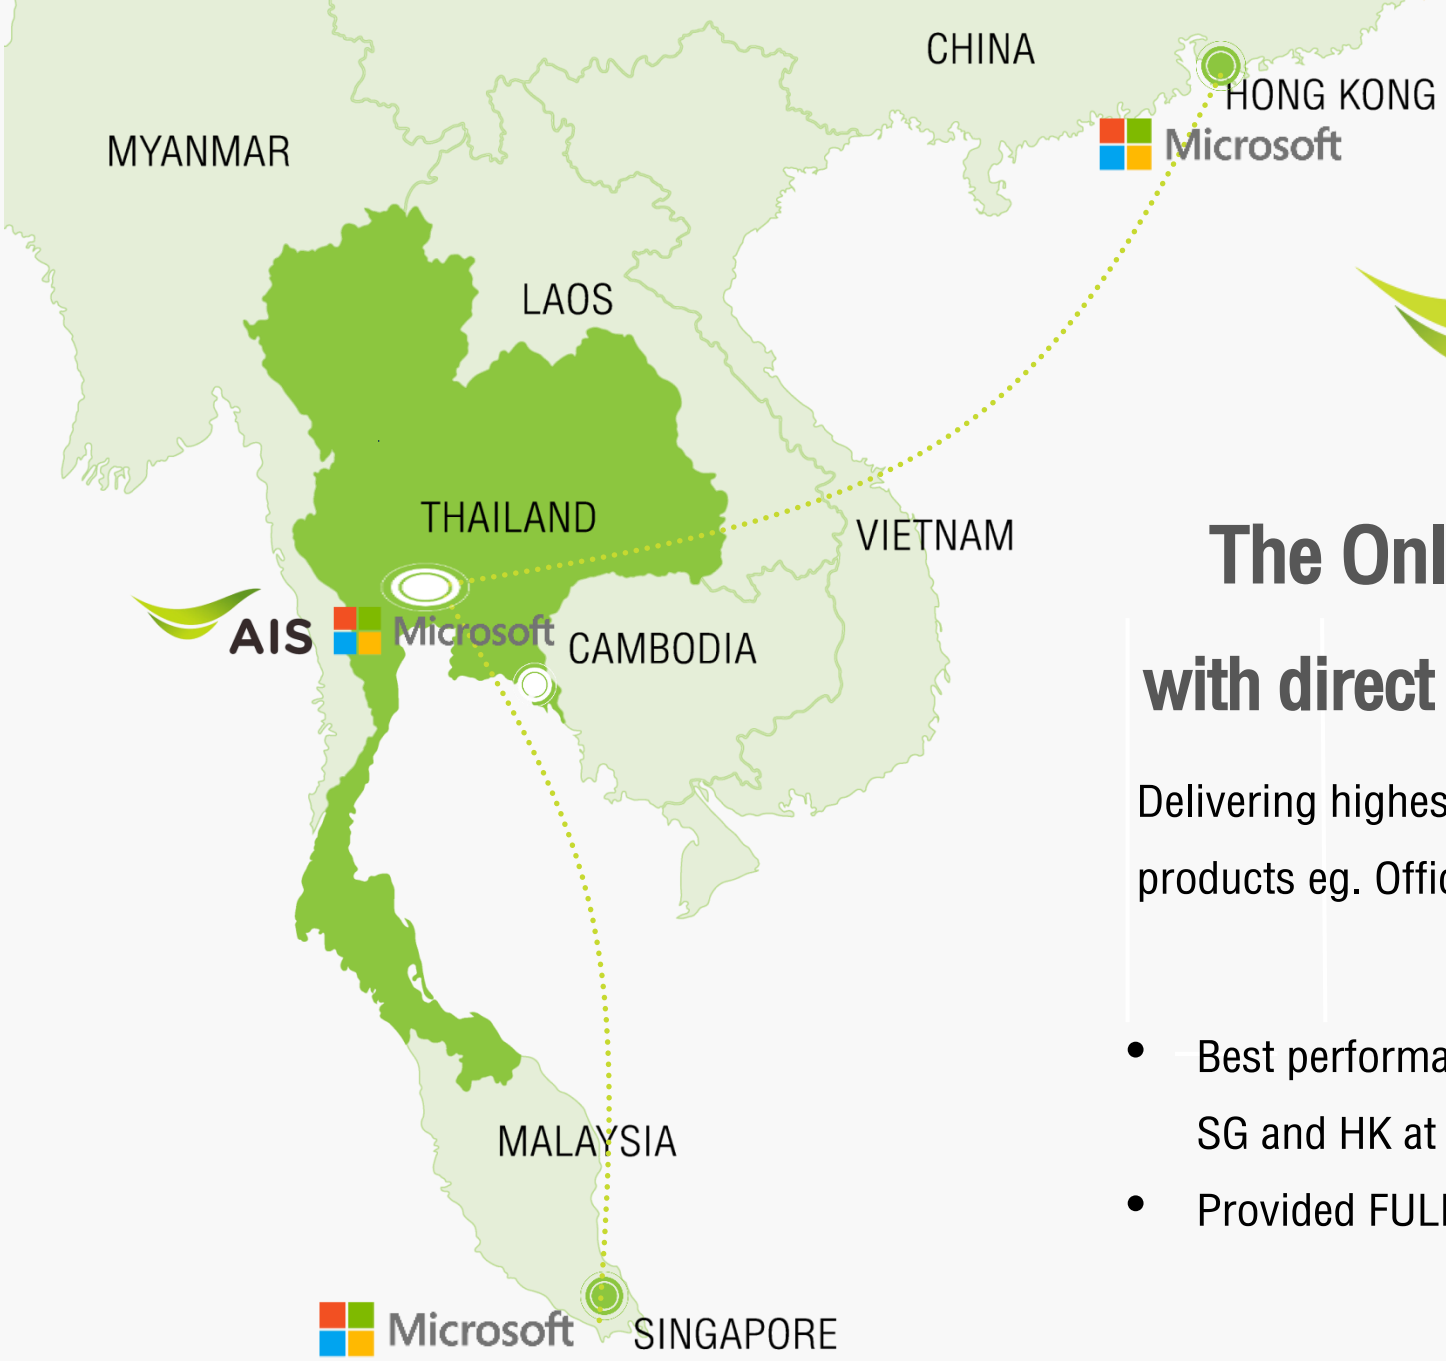 CHINA
HONG KONG
Microsoft
MYANMAR
LAOS
THAILAND
VIETNAM
AIS
Microsoft
CAMBODIA
MALAYSIA
Microsoft
SINGAPORE
The Onl
with direct
Delivering highes
products eg. Offic
• Best performa
SG and HK at
• Provided FULL